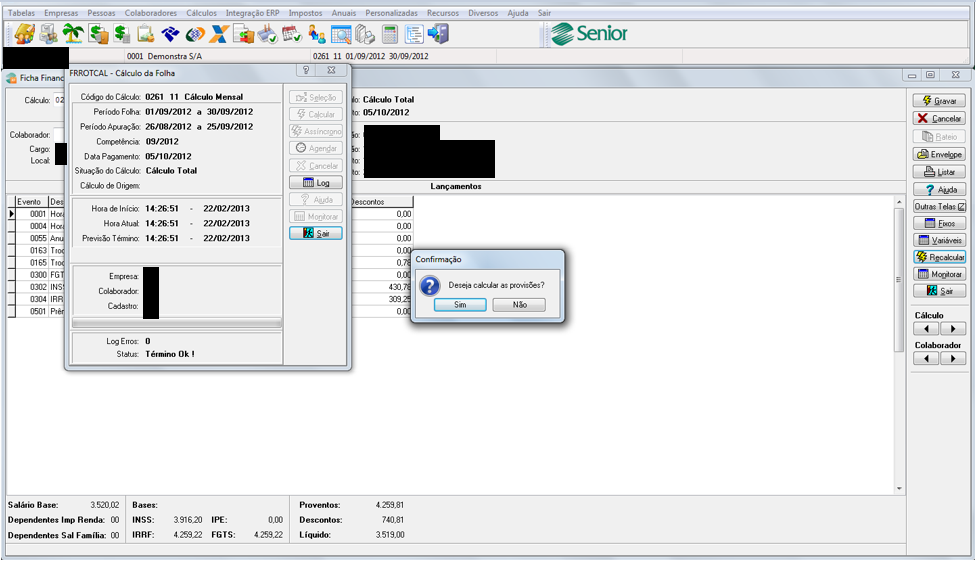 Tabelas Empresas Pessoas Colaboradores Cálculos Integração ERP Impostos Anuais Personalizadas Recursos Diversos Ajuda Sair
Senior
0001 Demonstra S/A 0261 11 01/09/2012 30/09/2012
Ficha Financ
FRROTCAL - Cálculo da Folha
Cálculo: 02
Cálculo Total
05/10/2012
Colaborador:
Cargo:
Local:
Código do Cálculo: 0261 11 Cálculo Mensal
Período Folha: 01/09/2012 a 30/09/2012
Período Apuração: 26/08/2012 a 25/09/2012
Competência: 09/2012
Data Pagamento: 05/10/2012
Situação do Cálculo: Cálculo Total
Cálculo de Origem:
Hora de Início: 14:26:51 - 22/02/2013
Hora Atual: 14:26:51 - 22/02/2013
Previsão Término: 14:26:51 - 22/02/2013
Empresa:
Colaborador:
Cadastro:
Log Erros: 0
Status: Término Ok !
Seleção
Calcular
Assíncrono
Agendar
Cancelar
Log
Ajuda
Monitorar
Sair
Lançamentos
Evento Des Descontos
0001 Hora 0,00
0004 Hora 0,00
0055 Anu 0,00
0163 Troc 0,00
0165 Troc 0,78
0300 FGT 0,00
0302 INS 430,78
0304 IRR 309,25
0501 Prêm 0,00
Confirmação
Deseja calcular as provisões?
Sim Não
Gravar
Cancelar
Rateio
Envelope
Listar
Ajuda
Outras Telas
Fixos
Variáveis
Recalcular
Monitorar
Sair
Cálculo
Colaborador
Salário Base: 3.520,02 Bases: Proventos: 4.259,81
Dependentes Imp Renda: 00 INSS: 3.916,20 IPE: 0,00 Descontos: 740,81
Dependentes Sal Família: 00 IRRF: 4.259,22 FGTS: 4.259,22 Líquido: 3.519,00